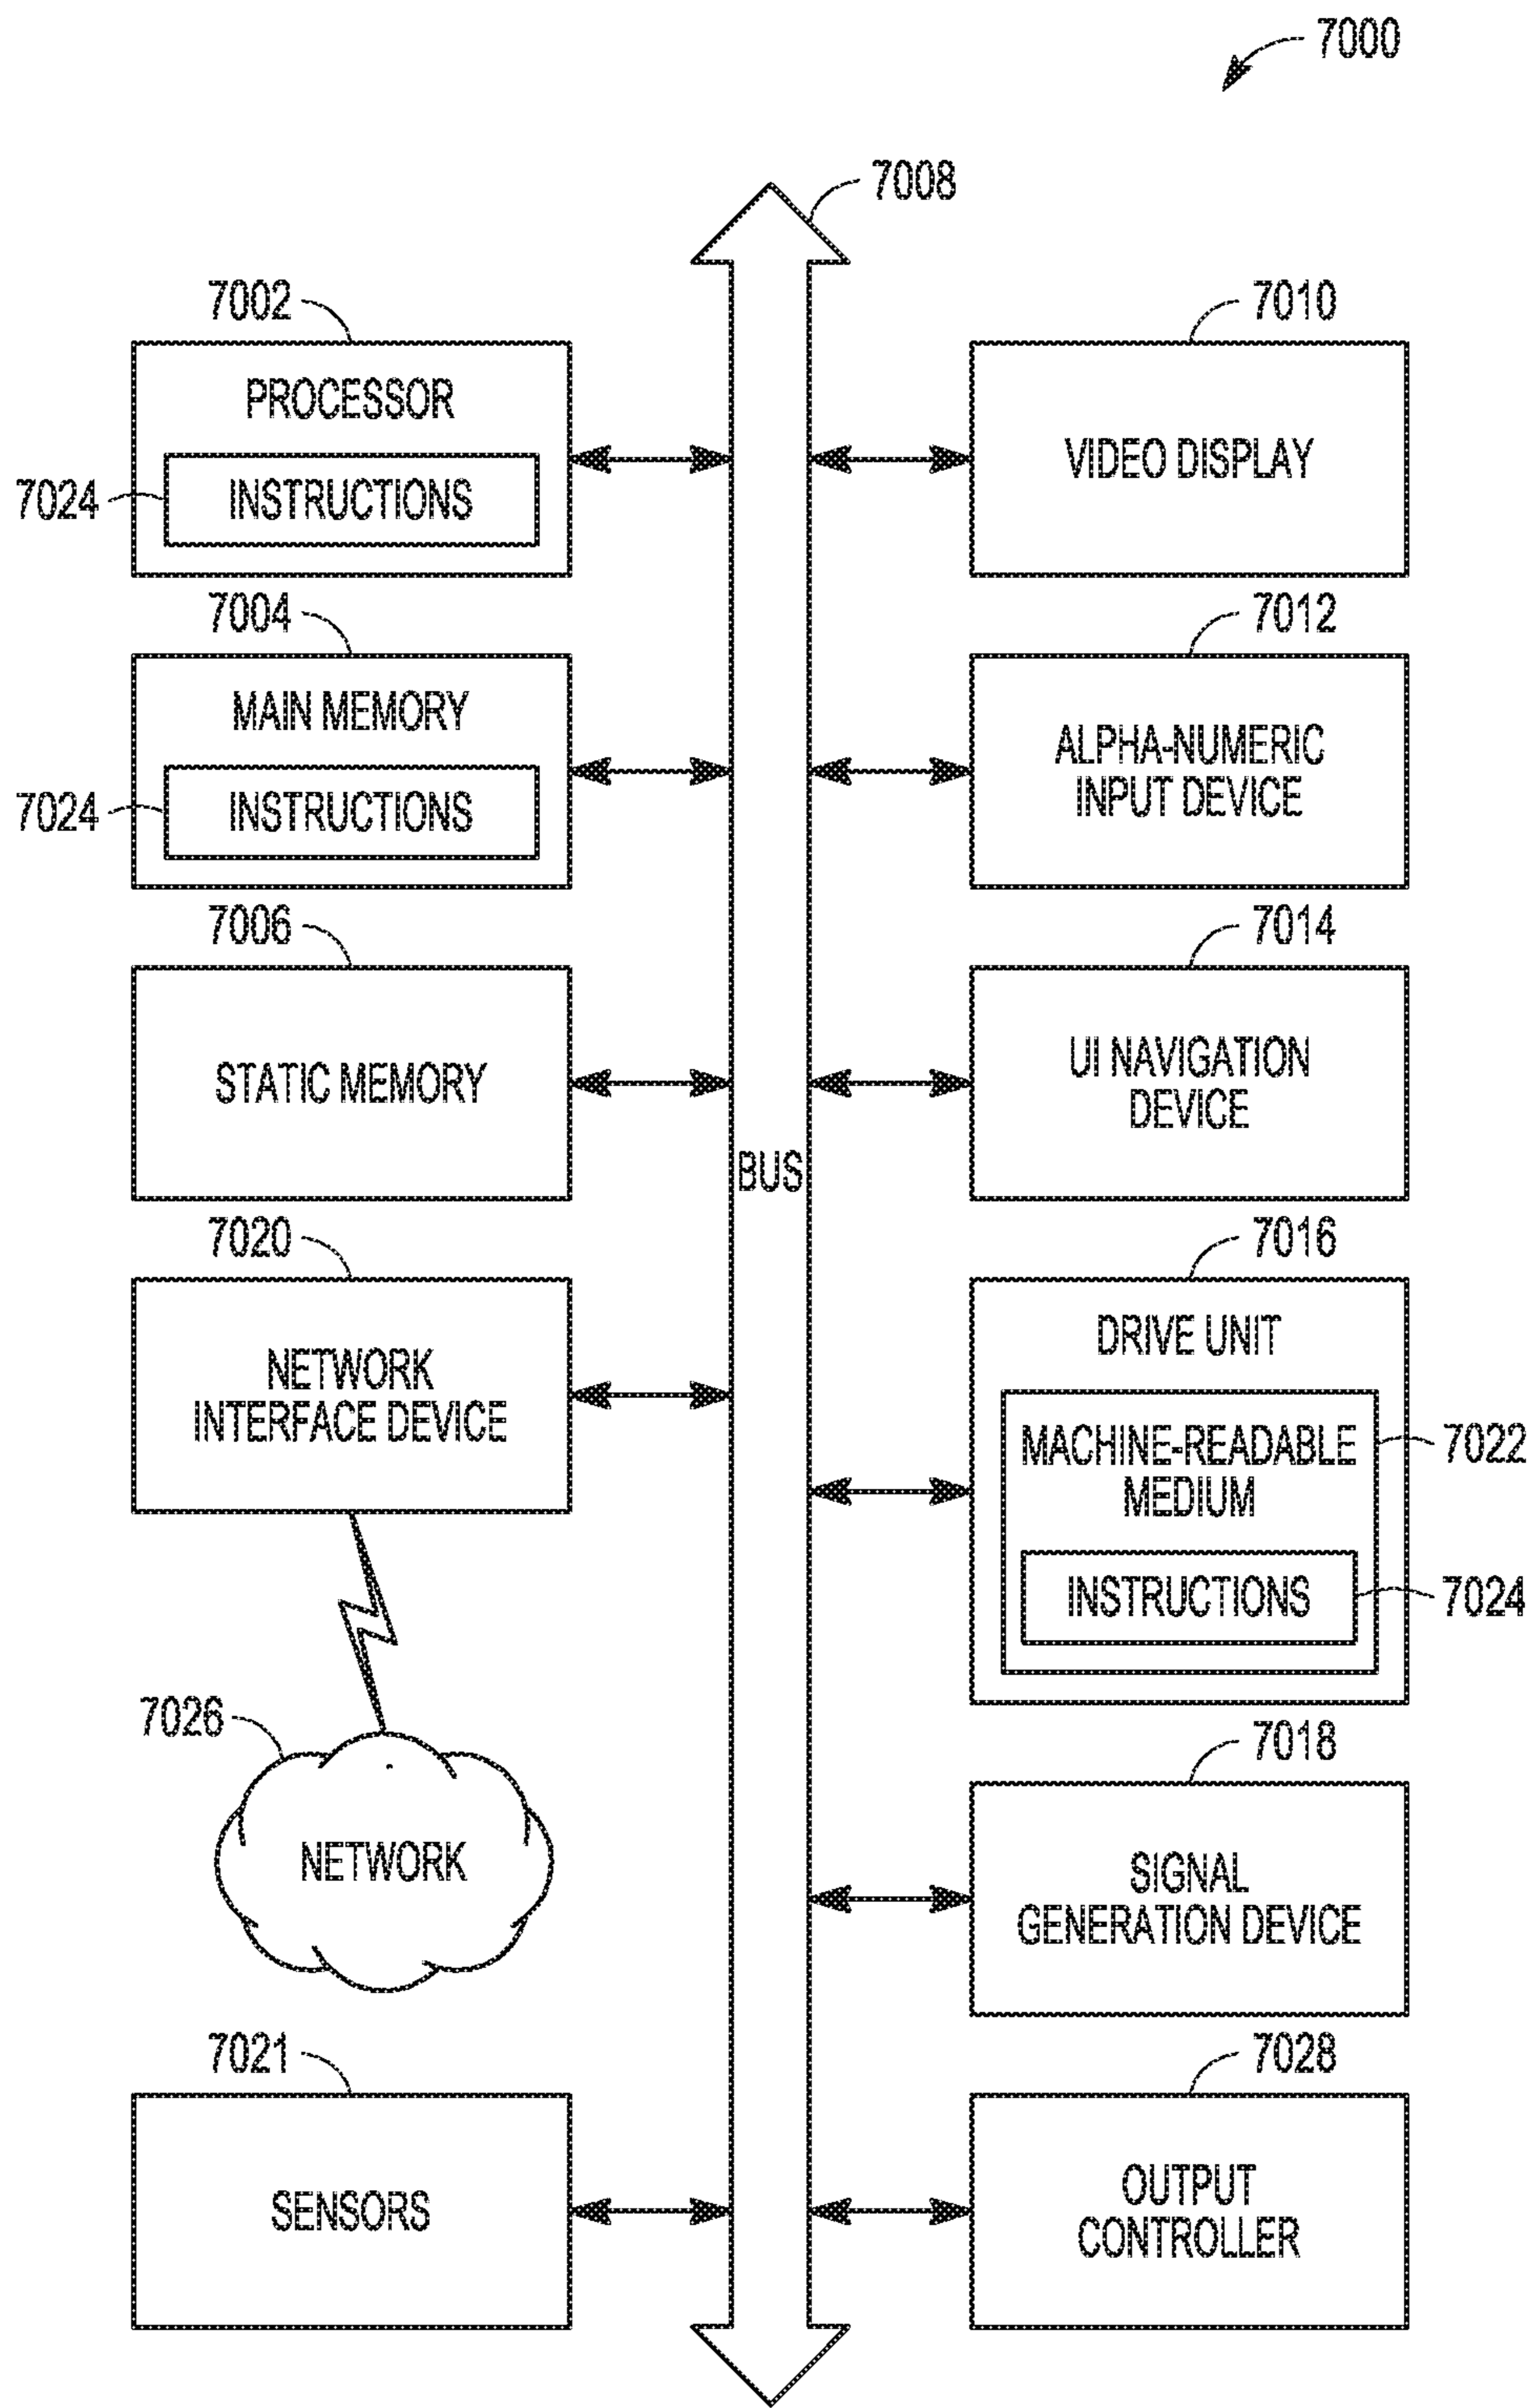 7000
7008
7002
PROCESSOR
7024
INSTRUCTIONS
7010
VIDEO DISPLAY
7004
MAIN MEMORY
7024
INSTRUCTIONS
7012
ALPHA-NUMERIC
INPUT DEVICE
7006
STATIC MEMORY
7014
UI NAVIGATION
DEVICE
BUS
7020
NETWORK
INTERFACE DEVICE
7016
DRIVE UNIT
MACHINE-READABLE
MEDIUM
7022
INSTRUCTIONS
7024
7026
NETWORK
7018
SIGNAL
GENERATION DEVICE
7021
SENSORS
7028
OUTPUT
CONTROLLER